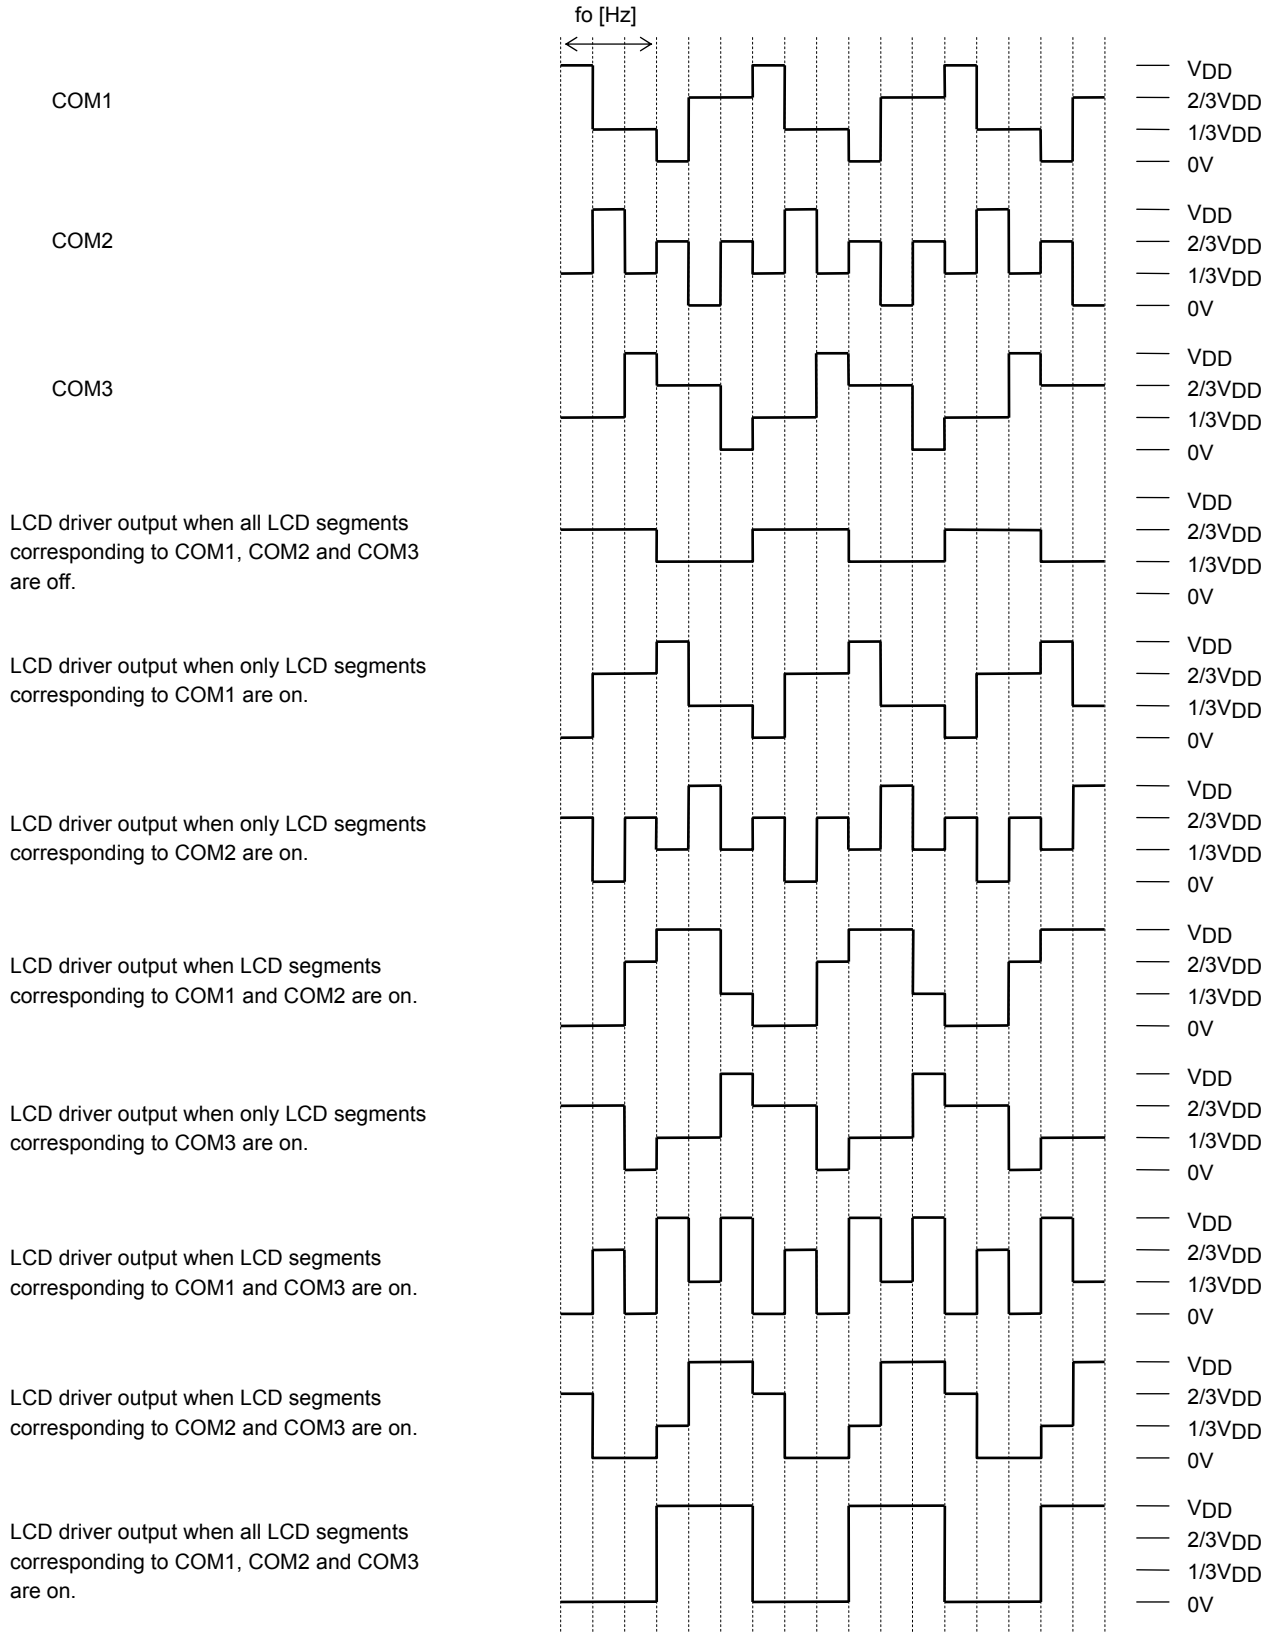 fo [Hz]
COM1
VDD
2/3VDD
1/3VDD
0V
COM2
VDD
2/3VDD
1/3VDD
0V
COM3
VDD
2/3VDD
1/3VDD
0V
LCD driver output when all LCD segments
corresponding to COM1, COM2 and COM3
are off.
VDD
2/3VDD
1/3VDD
0V
LCD driver output when only LCD segments
corresponding to COM1 are on.
VDD
2/3VDD
1/3VDD
0V
LCD driver output when only LCD segments
corresponding to COM2 are on.
VDD
2/3VDD
1/3VDD
0V
LCD driver output when LCD segments
corresponding to COM1 and COM2 are on.
VDD
2/3VDD
1/3VDD
0V
LCD driver output when only LCD segments
corresponding to COM3 are on.
VDD
2/3VDD
1/3VDD
0V
LCD driver output when LCD segments
corresponding to COM1 and COM3 are on.
VDD
2/3VDD
1/3VDD
0V
LCD driver output when LCD segments
corresponding to COM2 and COM3 are on.
VDD
2/3VDD
1/3VDD
0V
LCD driver output when all LCD segments
corresponding to COM1, COM2 and COM3
are on.
VDD
2/3VDD
1/3VDD
0V